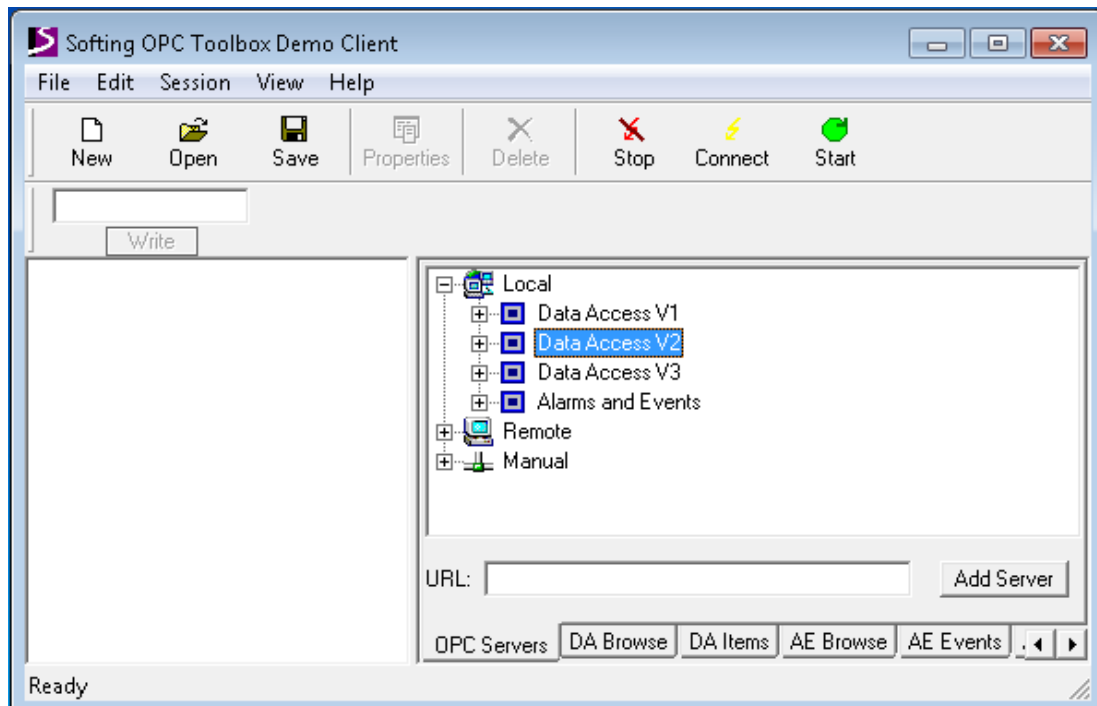 Softing OPC Toolbox Demo Client
File Edit Session View Help
New Open Save Properties Delete Stop Connect Start
Write
Local
Data Access V1
Data Access V2
Data Access V3
Alarms and Events
Remote
Manual
URL: Add Server
OPC Servers DA Browse DA Items AE Browse AE Events
Ready